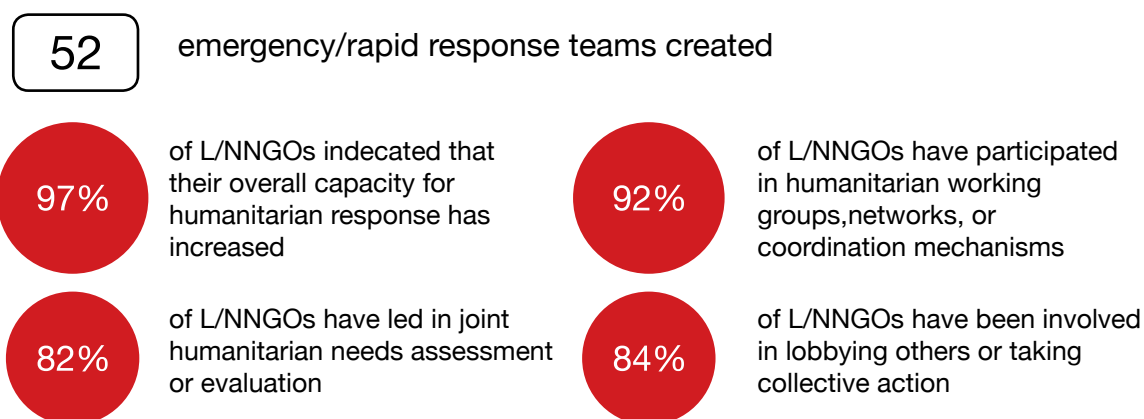 52
emergency/rapid response teams created
97%
of L/NNGOs indecated that
their overall capacity for
humanitarian response has
increased
92%
of L/NNGOs have participated
in humanitarian working
groups,networks, or
coordination mechanisms
82%
of L/NNGOs have led in joint
humanitarian needs assessment
or evaluation
84%
of L/NNGOs have been involved
in lobbying others or taking
collective action